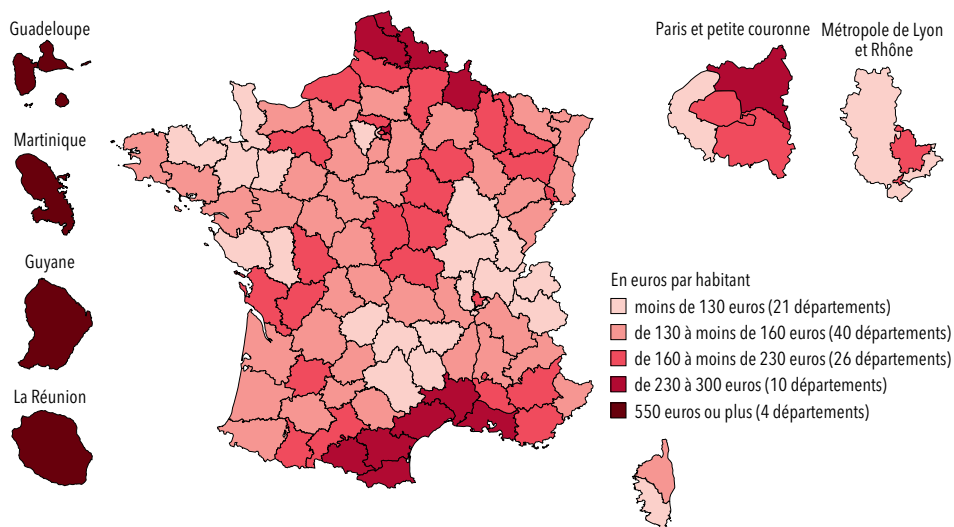 Guadeloupe
Martinique
Guyane
La Réunion
Paris et petite couronne
Métropole de Lyon
et Rhône
En euros par habitant
moins de 130 euros (21 départements)
de 130 à moins de 160 euros (40 départements)
de 160 à moins de 230 euros (26 départements)
de 230 à 300 euros (10 départements)
550 euros ou plus (4 départements)